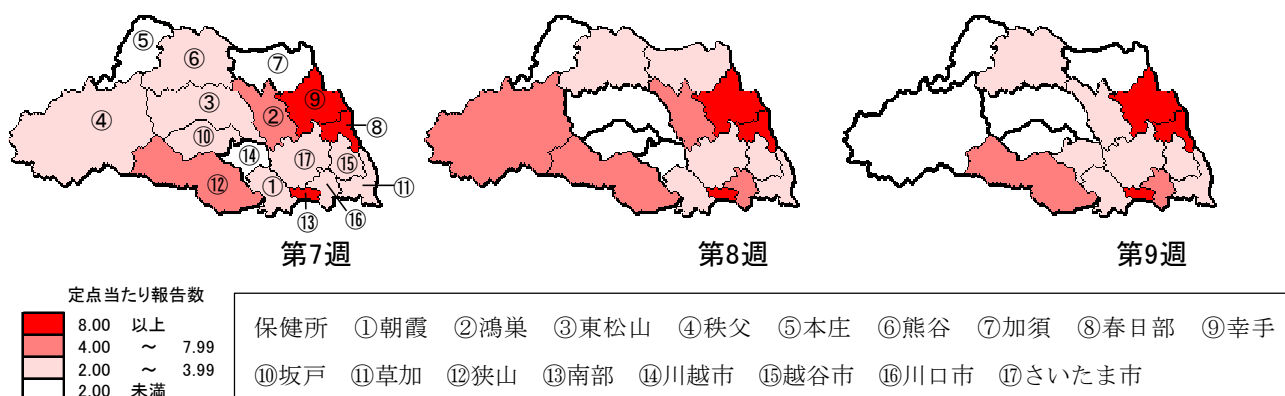 ⑤
⑥
⑦
④
③
②
⑨
⑧
⑩
⑭
⑰
⑮
⑫
①
⑪
⑬
⑯
第7週
第8週
第9週
定点当たり報告数
8.00 以上
4.00 ～ 7.99
2.00 ～ 3.99
2.00 未満
保健所 ①朝霞 ②鴻巣 ③東松山 ④秩父 ⑤本庄 ⑥熊谷 ⑦加須 ⑧春日部 ⑨幸手
⑩坂戸 ⑪草加 ⑫狭山 ⑬南部 ⑭川越市 ⑮越谷市 ⑯川口市 ⑰さいたま市